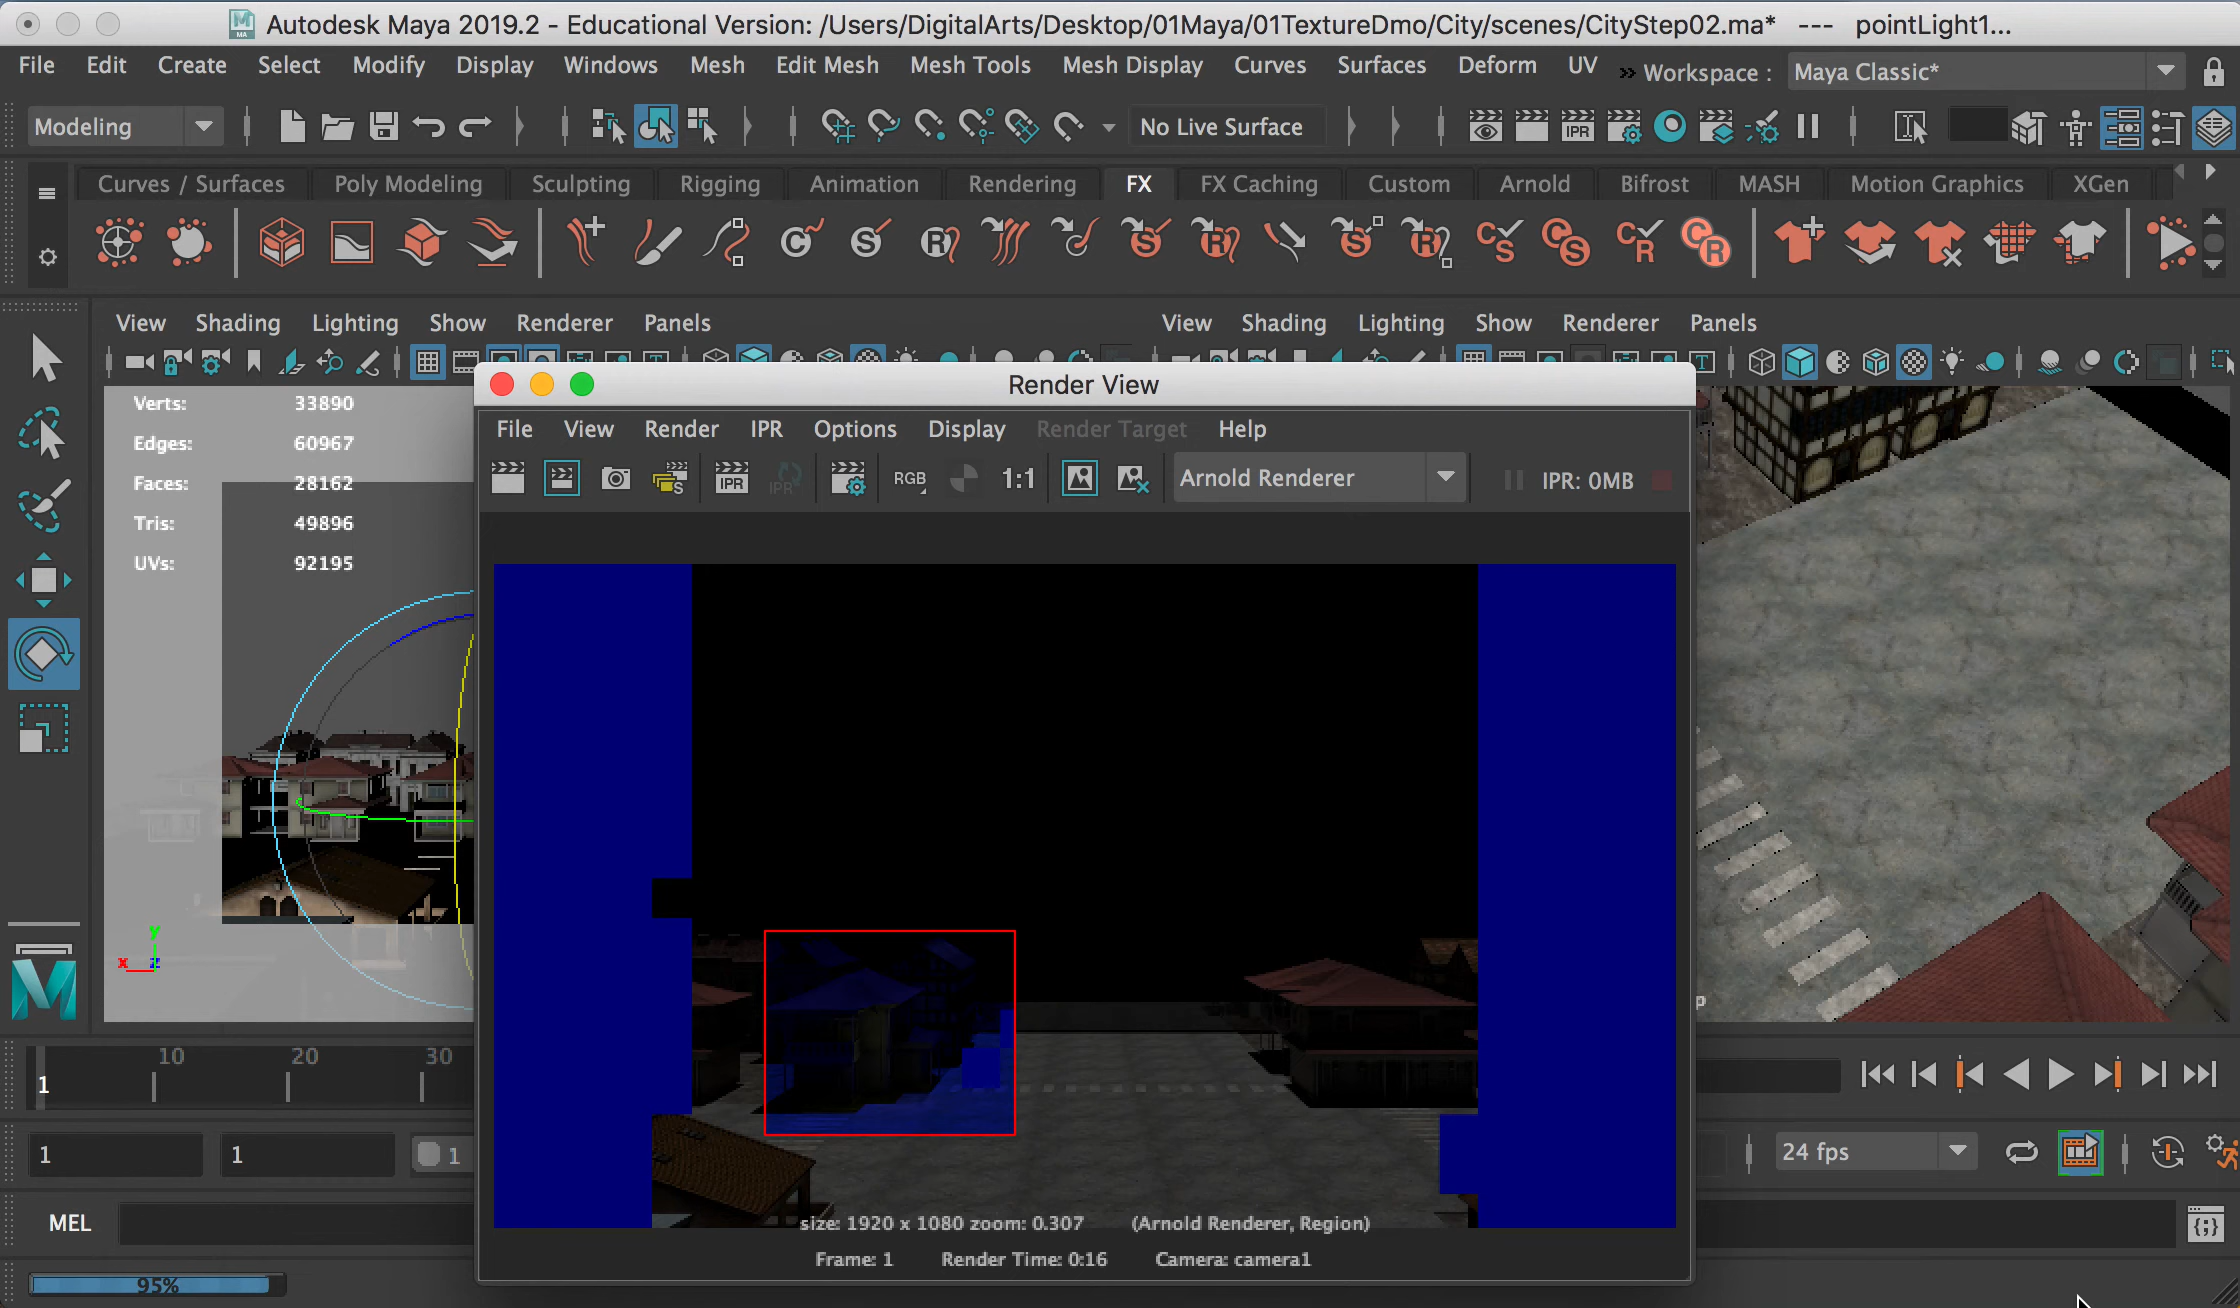 Autodesk Maya 2019.2 - Educational Version: /Users/DigitalArts/Desktop/01Maya/01TextureDmo/City/scenes/CityStep02.ma* --- pointLight1...
File Edit Create Select Modify Display Windows Mesh Edit Mesh Mesh Tools Mesh Display Curves Surfaces Deform UV » Workspace : Maya Classic*
Modeling No Live Surface IPR
Curves / Surfaces Poly Modeling Sculpting Rigging Animation Rendering FX FX Caching Custom Arnold Bifrost MASH Motion Graphics XGen
View Shading Lighting Show Renderer Panels View Shading Lighting Show Renderer Panels
Render View
Verts: 33890
Edges: 60967
Faces: 28162
Tris: 49896
UVs: 92195
File View Render IPR Options Display Render Target Help
IPR IPR RGB 1:1 Arnold Renderer IPR: 0MB
y
x z
p
size: 1920 x 1080 zoom: 0.307 (Arnold Renderer, Region)
Frame: 1 Render Time: 0:16 Camera: camera1
10 20 30
1
1 1 1 24 fps
MEL
95%